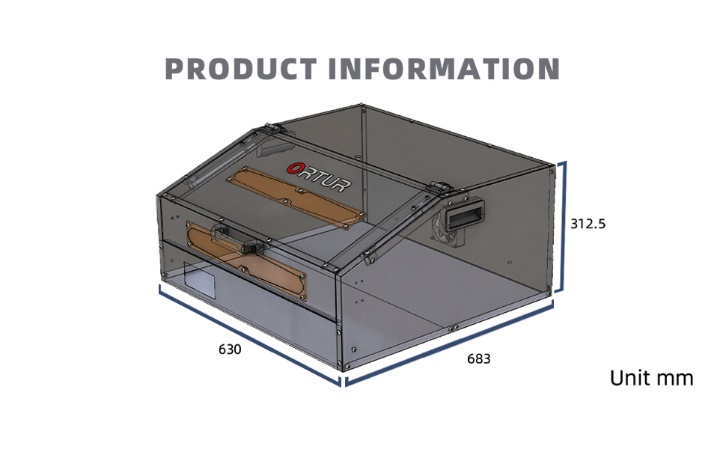 PRODUCT INFORMATION
ORTUR
312.5
630
683
Unit mm